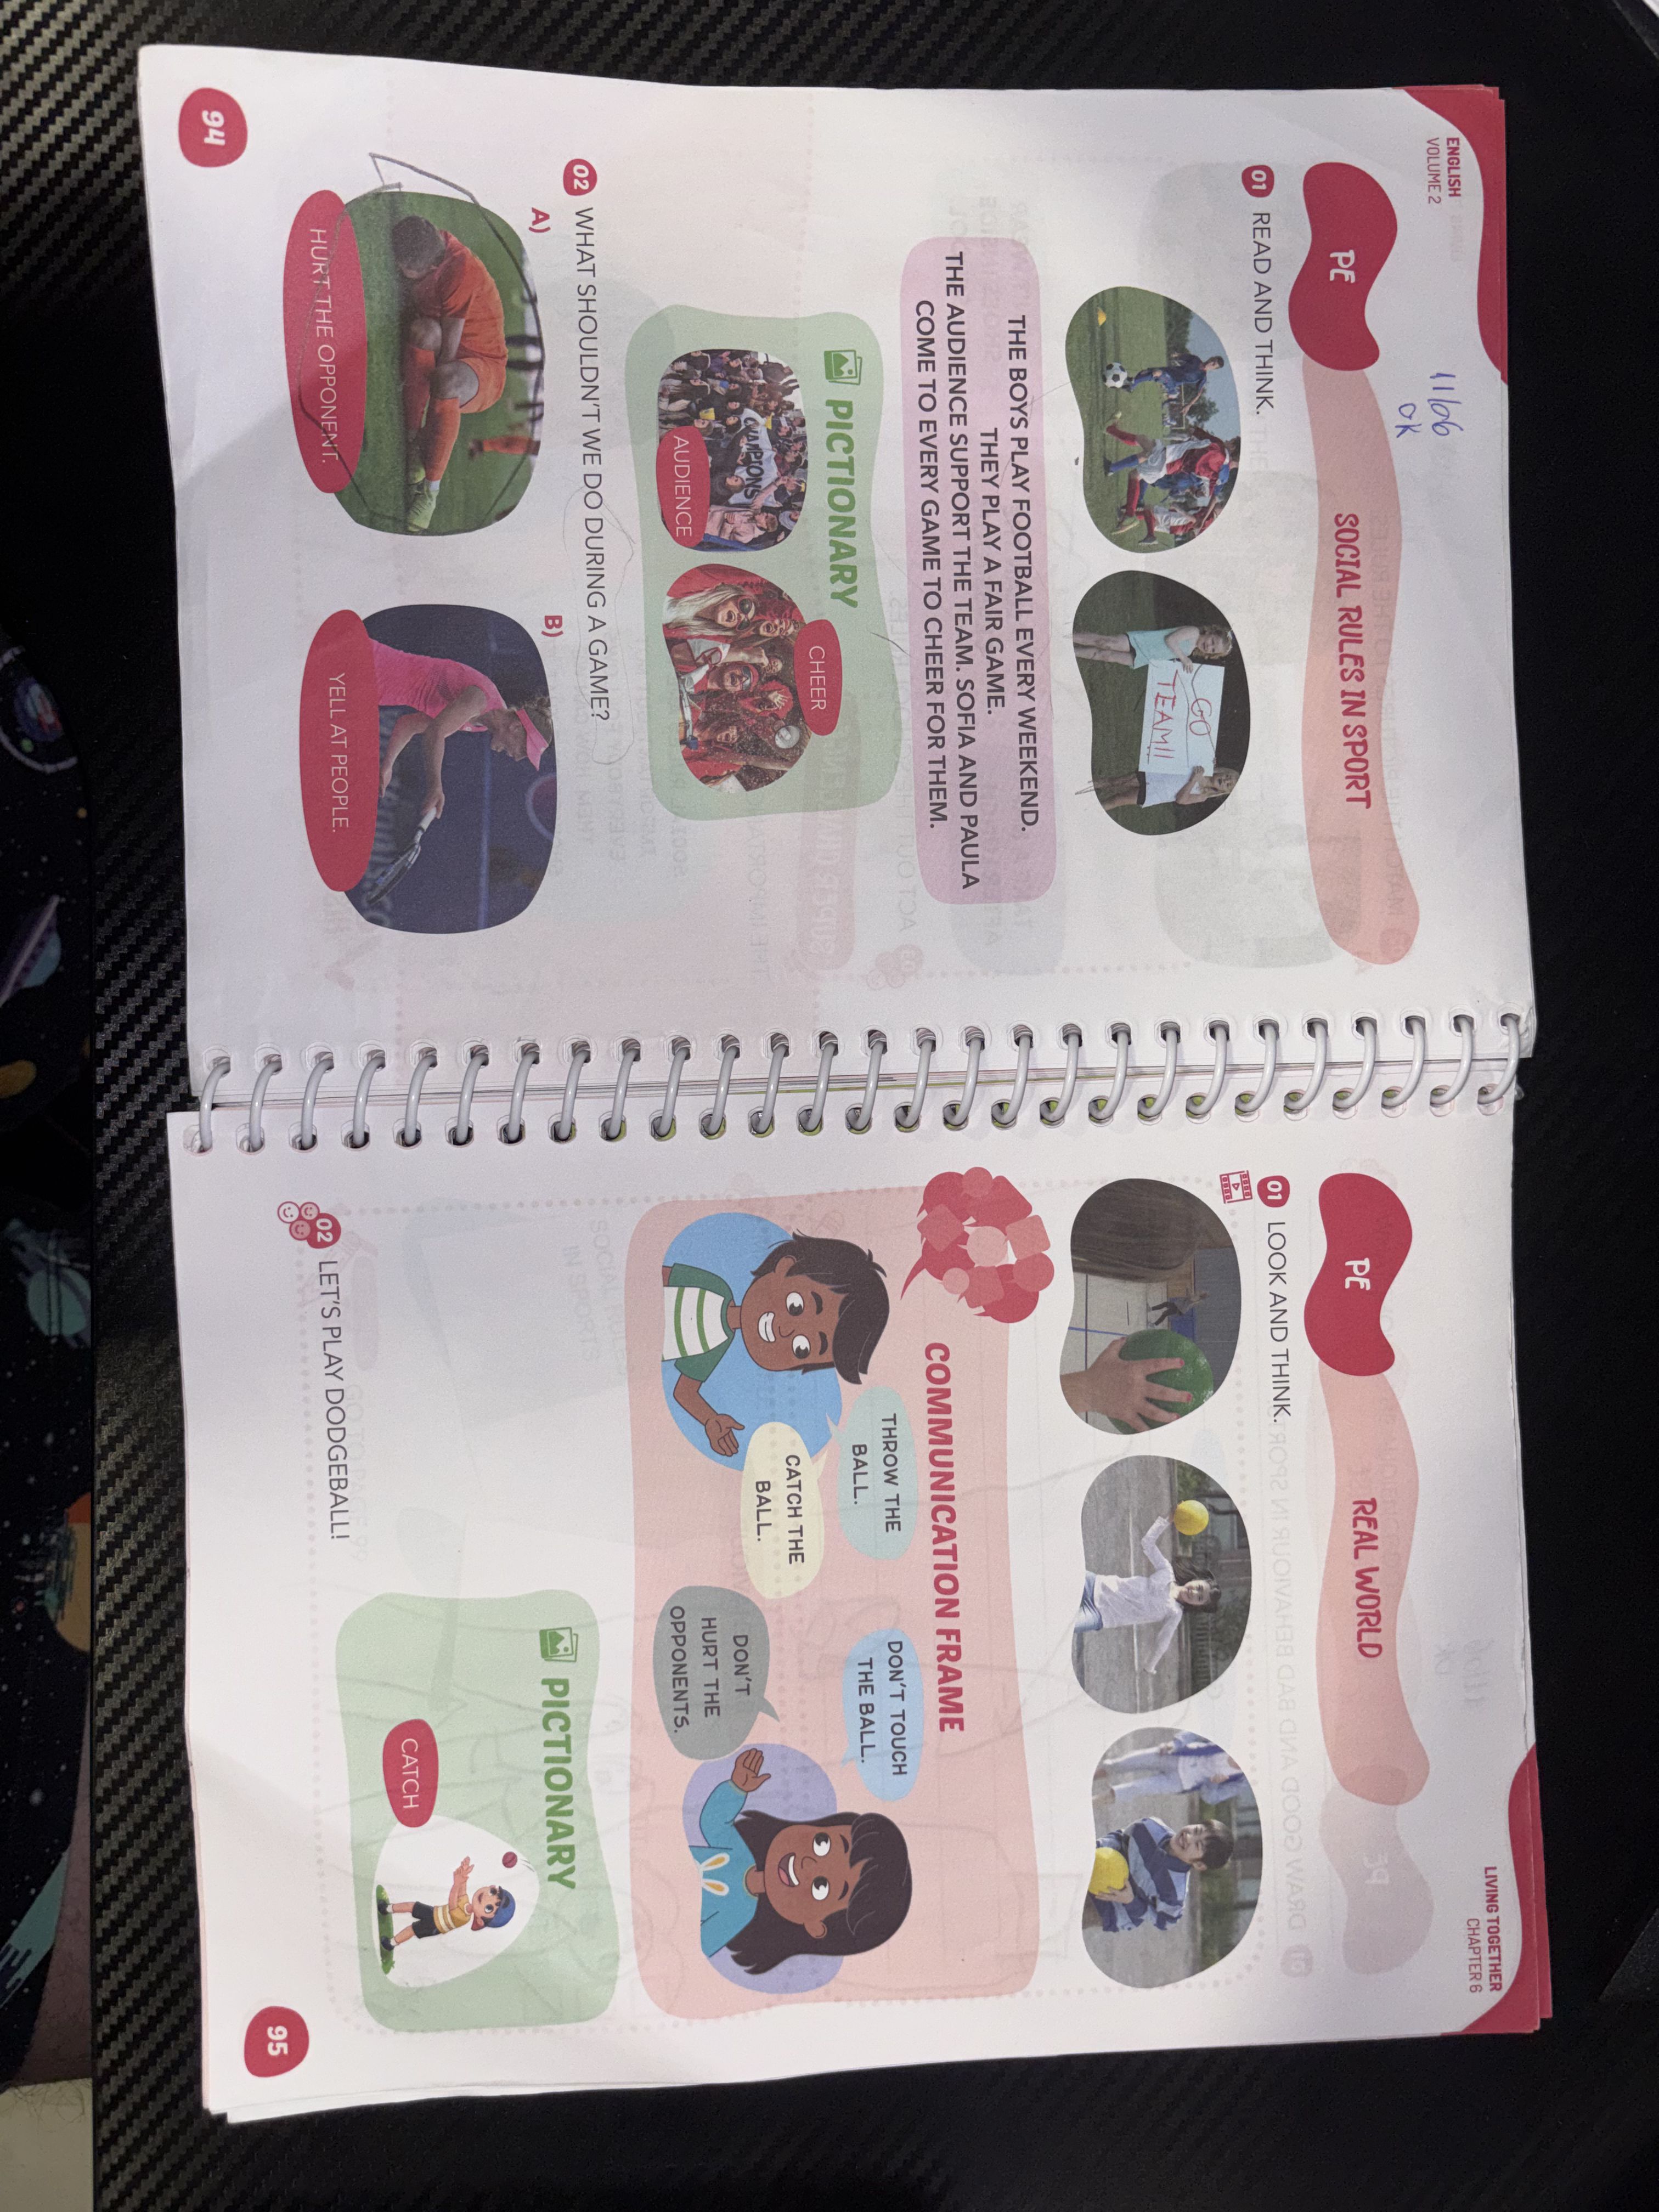 ENGLISH
VOLUME 2
11/06
OK
PE
SOCIAL RULES IN SPORT
01 READ AND THINK.
GO
TEAM!!
THE BOYS PLAY FOOTBALL EVERY WEEKEND.
THEY PLAY A FAIR GAME.
THE AUDIENCE SUPPORT THE TEAM. SOFIA AND PAULA
COME TO EVERY GAME TO CHEER FOR THEM.
PICTIONARY
CHAMPIONS
AUDIENCE
CHEER
02 WHAT SHOULDN'T WE DO DURING A GAME?
A)
HURT THE OPPONENT.
B)
YELL AT PEOPLE.
94
LIVING TOGETHER
CHAPTER 6
PE
REAL WORLD
01 LOOK AND THINK.
COMMUNICATION FRAME
THROW THE
BALL.
CATCH THE
BALL.
DON'T TOUCH
THE BALL.
DON'T
HURT THE
OPPONENTS.
PICTIONARY
CATCH
02 LET'S PLAY DODGEBALL!
95